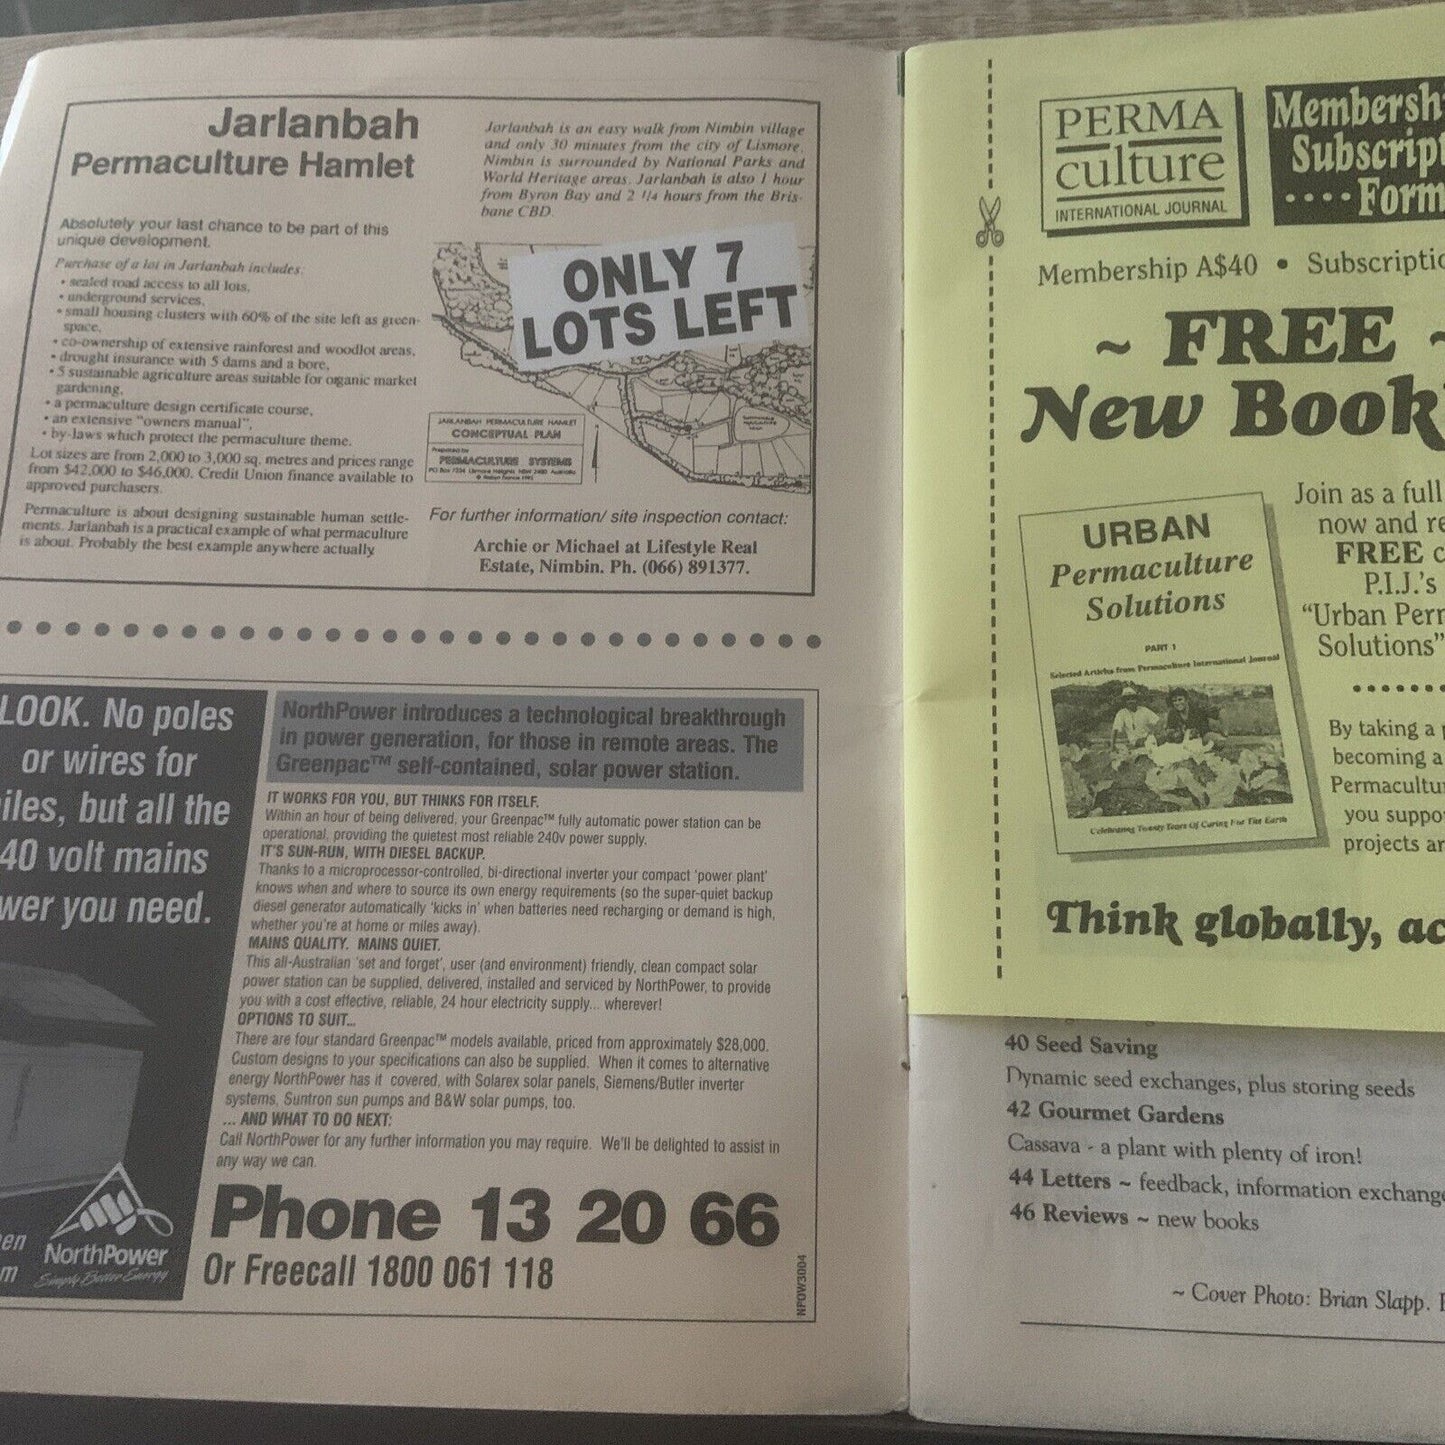 Jarlanbah
Permaculture Hamlet
Absolutely your last chance to be part of this
unique development.
Purchase of a lot in Jarlanbah includes:
• sealed road access to all lots,
• underground services,
• small housing clusters with 60% of the site left as green-
space,
• co-ownership of extensive rainforest and woodlot areas,
• drought insurance with 5 dams and a bore,
• 5 sustainable agriculture areas suitable for organic market
gardening,
• a permaculture design certificate course,
• an extensive "owners manual",
• by-laws which protect the permaculture theme.
Lot sizes are from 2,000 to 3,000 sq. metres and prices range
from $42,000 to $46,000. Credit Union finance available to
approved purchasers.
Permaculture is about designing sustainable human settle-
ments. Jarlanbah is a practical example of what permaculture
is about. Probably the best example anywhere actually
Jarlanbah is an easy walk from Nimbin village
and only 30 minutes from the city of Lismore.
Nimbin is surrounded by National Parks and
World Heritage areas. Jarlanbah is also 1 hour
from Byron Bay and 2 1/4 hours from the Bris-
bane CBD.
ONLY 7
LOTS LEFT
JARLANBAH PERMACULTURE HAMLET
CONCEPTUAL PLAN
Prepared by
PERMACULTURE SYSTEMS
For further information/ site inspection contact:
Archie or Michael at Lifestyle Real
Estate, Nimbin. Ph. (066) 891377.
LOOK. No poles
or wires for
iles, but all the
40 volt mains
wer you need.
en
m
NorthPower
Simply Better Energy
NorthPower introduces a technological breakthrough
in power generation, for those in remote areas. The
Greenpac™ self-contained, solar power station.
IT WORKS FOR YOU, BUT THINKS FOR ITSELF.
Within an hour of being delivered, your Greenpac™ fully automatic power station can be
operational, providing the quietest most reliable 240v power supply.
IT'S SUN-RUN, WITH DIESEL BACKUP.
Thanks to a microprocessor-controlled, bi-directional inverter your compact 'power plant'
knows when and where to source its own energy requirements (so the super-quiet backup
diesel generator automatically 'kicks in' when batteries need recharging or demand is high,
whether you're at home or miles away).
MAINS QUALITY. MAINS QUIET.
This all-Australian 'set and forget', user (and environment) friendly, clean compact solar
power station can be supplied, delivered, installed and serviced by NorthPower, to provide
you with a cost effective, reliable, 24 hour electricity supply... wherever!
OPTIONS TO SUIT...
There are four standard Greenpac™ models available, priced from approximately $28,000.
Custom designs to your specifications can also be supplied. When it comes to alternative
energy NorthPower has it covered, with Solarex solar panels, Siemens/Butler inverter
systems, Suntron sun pumps and B&W solar pumps, too.
... AND WHAT TO DO NEXT:
Call NorthPower for any further information you may require. We'll be delighted to assist in
any way we can.
Phone 13 20 66
Or Freecall 1800 061 118
NPOW3004
PERMA
culture
INTERNATIONAL JOURNAL
Membersh
Subscript
····Form
Membership A$40 • Subscriptio
~ FREE ~
New Book
URBAN
Permaculture
Solutions
PART 1
Selected Articles from Permaculture International Journal
Celebrating Twenty Years Of Caring For The Earth
Join as a full
now and re
FREE c
P.I.J.'s
"Urban Perm
Solutions"
By taking a p
becoming a
Permacultur
you suppo
projects ar
Think globally, ac
40 Seed Saving
Dynamic seed exchanges, plus storing seeds
42 Gourmet Gardens
Cassava - a plant with plenty of iron!
44 Letters ~ feedback, information exchange
46 Reviews ~ new books
~ Cover Photo: Brian Slapp.